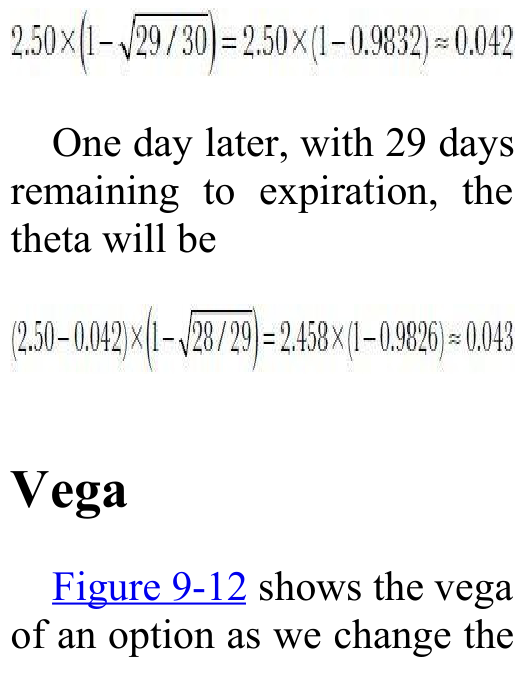 2.50×(1−√29/30)=2.50×(1−0.9832)≈0.042
One day later, with 29 days
remaining to expiration, the
theta will be
(2.50−0.042)×(1−√28/29)=2.458×(1−0.9826)≈0.043
Vega
Figure 9-12 shows the vega
of an option as we change the